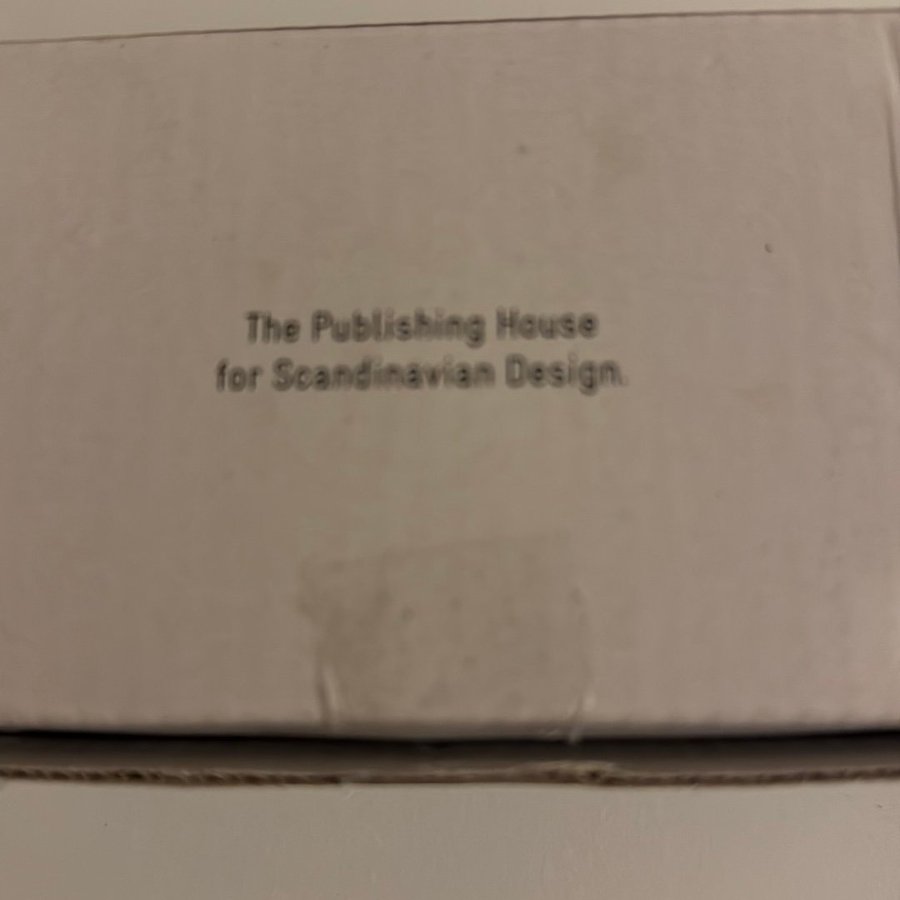 The Publishing House
for Scandinavian Design.